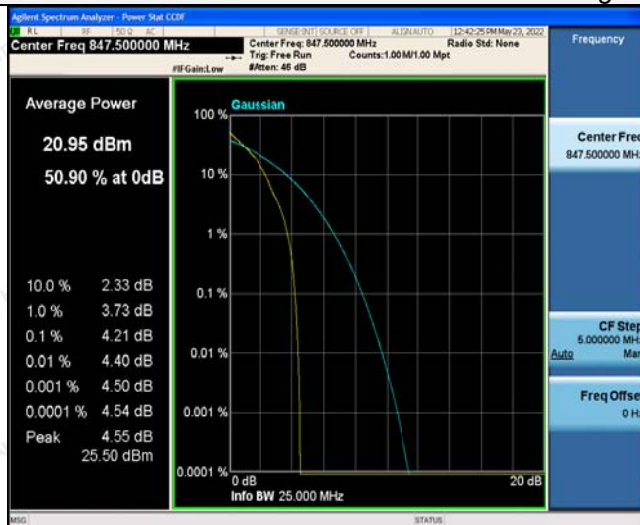 Agilent Spectrum Analyzer - Power Stat CCDF
RL RF 50 Ω AC SENSE:INT SOURCE OFF ALIGN AUTO 12:42:25 PM May 23, 2022
Center Freq 847.500000 MHz
Center Freq: 847.500000 MHz Radio Std: None
Trig: Free Run Counts:1.00 M/1.00 Mpt
#IFGain:Low #Atten: 46 dB
Frequency
Average Power
20.95 dBm
50.90 % at 0dB
10.0 % 2.33 dB
1.0 % 3.73 dB
0.1 % 4.21 dB
0.01 % 4.40 dB
0.001 % 4.50 dB
0.0001 % 4.54 dB
Peak 4.55 dB
25.50 dBm
Gaussian
100 %
10 %
1 %
0.1 %
0.01 %
0.001 %
0.0001 %
0 dB 20 dB
Info BW 25.000 MHz
Center Freq
847.500000 MHz
CF Step
5.000000 MHz
Auto Man
Freq Offset
0 Hz
MSG STATUS